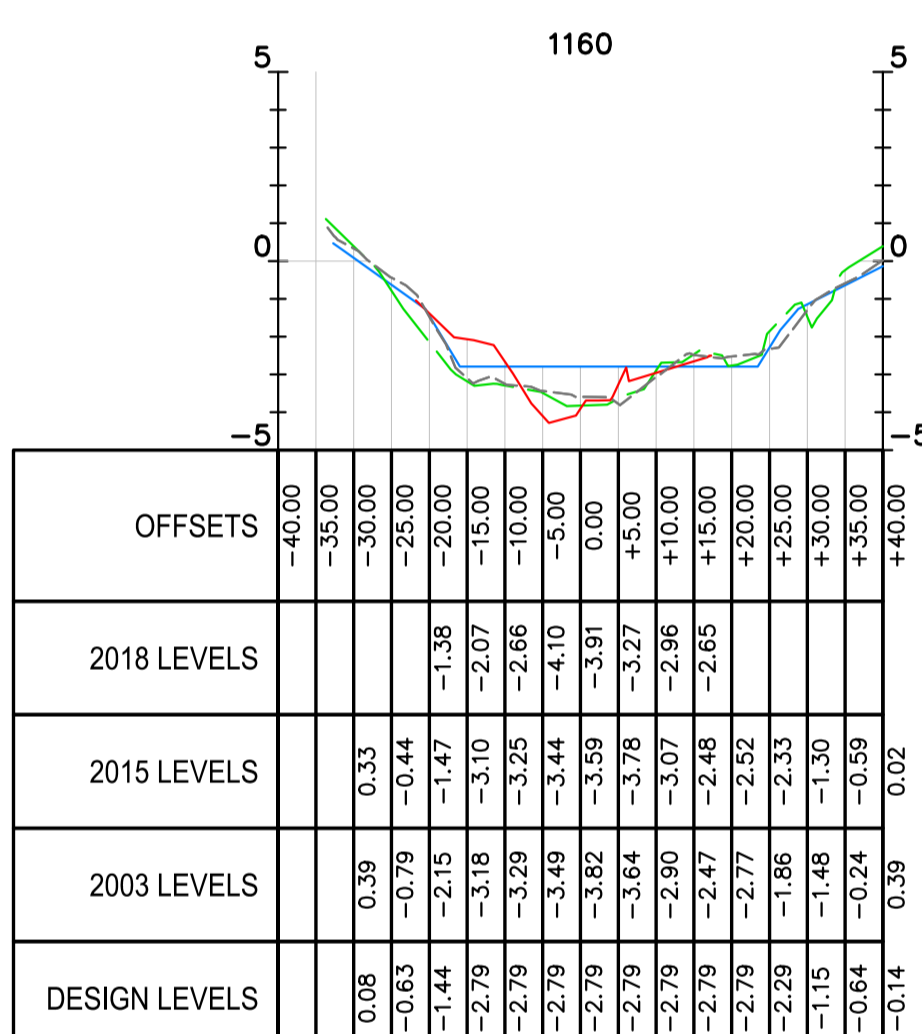 1160
5 5
0 0
−5 −5
OFFSETS −40.00 −35.00 −30.00 −25.00 −20.00 −15.00 −10.00 −5.00 0.00 +5.00 +10.00 +15.00 +20.00 +25.00 +30.00 +35.00 +40.00
2018 LEVELS −1.38 −2.07 −2.66 −4.10 −3.91 −3.27 −2.96 −2.65
2015 LEVELS 0.33 −0.44 −1.47 −3.10 −3.25 −3.44 −3.59 −3.78 −3.07 −2.48 −2.52 −2.33 −1.30 −0.59 0.02
2003 LEVELS 0.39 −0.79 −2.15 −3.18 −3.29 −3.49 −3.82 −3.64 −2.90 −2.47 −2.77 −1.86 −1.48 −0.24 0.39
DESIGN LEVELS 0.08 −0.63 −1.44 −2.79 −2.79 −2.79 −2.79 −2.79 −2.79 −2.79 −2.79 −2.29 −1.15 −0.64 −0.14